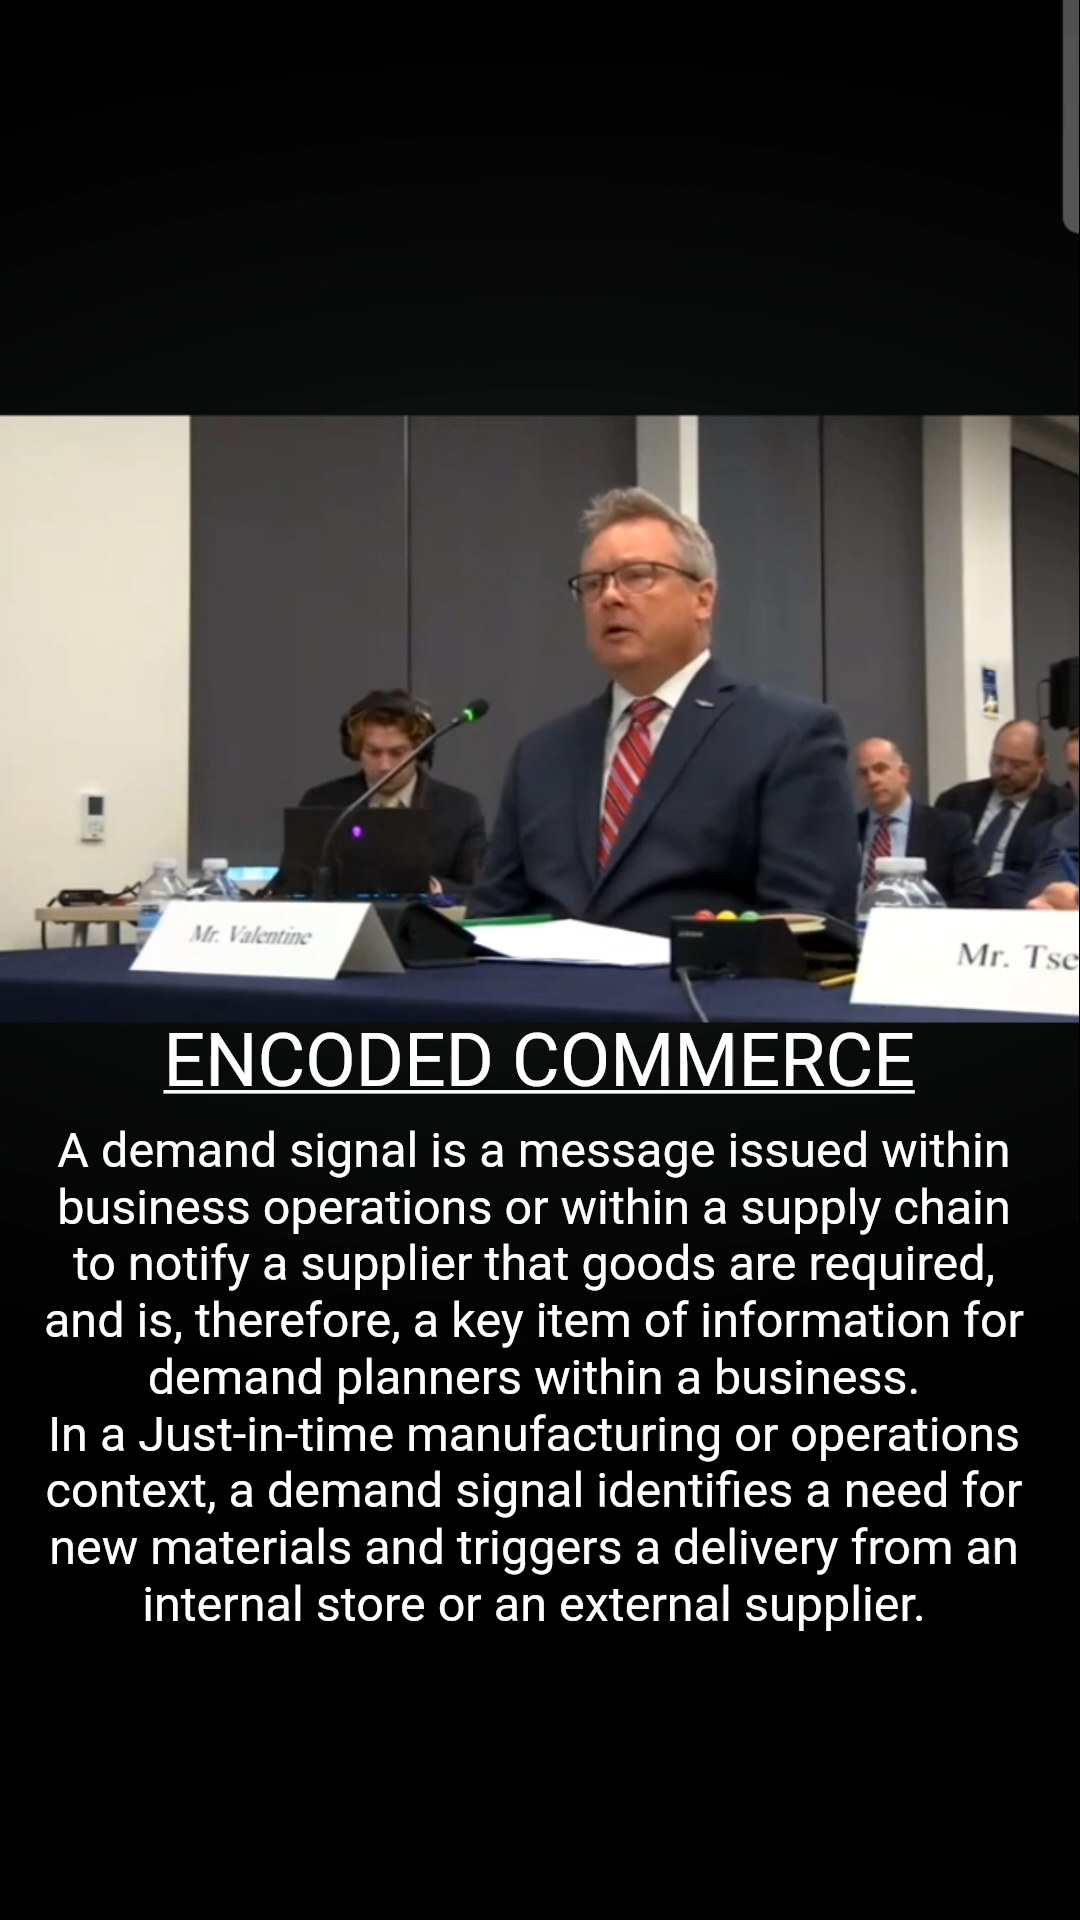 Mr. Valentine
Mr. Tse
ENCODED COMMERCE
A demand signal is a message issued within
business operations or within a supply chain
to notify a supplier that goods are required,
and is, therefore, a key item of information for
demand planners within a business.
In a Just-in-time manufacturing or operations
context, a demand signal identifies a need for
new materials and triggers a delivery from an
internal store or an external supplier.